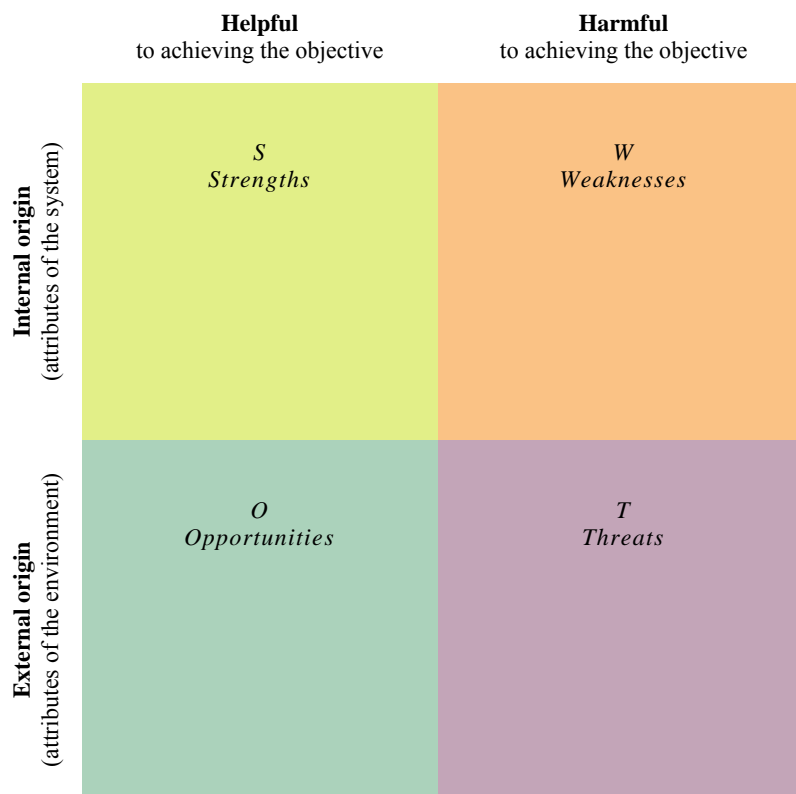 Helpful
to achieving the objective
Harmful
to achieving the objective
Internal origin
(attributes of the system)
S
Strengths
W
Weaknesses
External origin
(attributes of the environment)
O
Opportunities
T
Threats